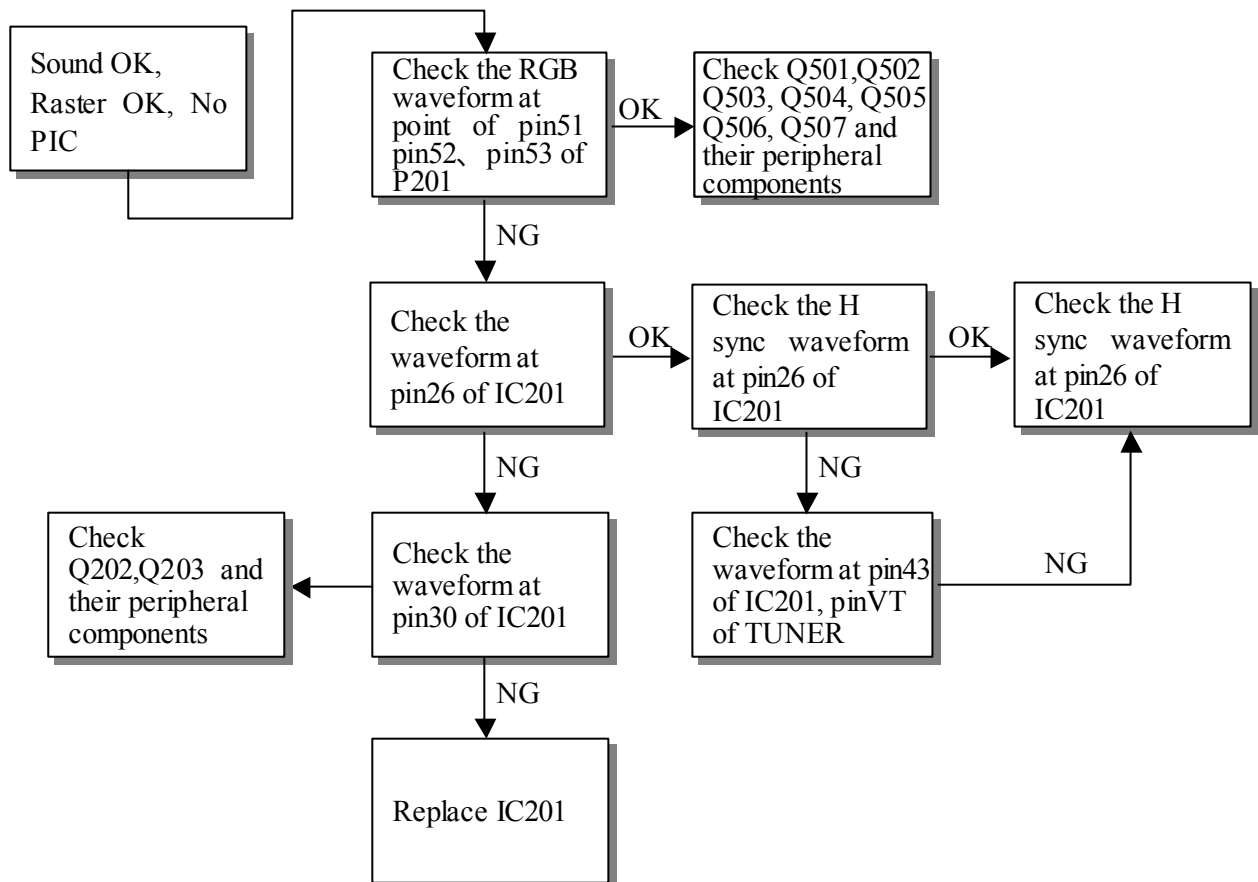 Sound OK,
Raster OK, No
PIC
Check the RGB
waveform at
point of pin51
pin52、pin53 of
P201
OK
Check Q501,Q502
Q503, Q504, Q505
Q506, Q507 and
their peripheral
components
NG
Check the
waveform at
pin26 of IC201
OK
Check the H
sync waveform
at pin26 of
IC201
OK
Check the H
sync waveform
at pin26 of
IC201
NG
NG
Check
Q202,Q203 and
their peripheral
components
Check the
waveform at
pin30 of IC201
Check the
waveform at pin43
of IC201, pinVT
of TUNER
NG
NG
Replace IC201